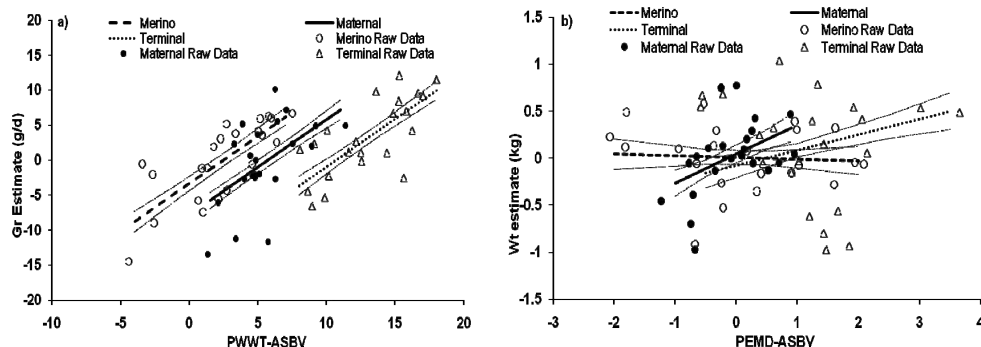 a)
Merino
Maternal
Terminal
Merino Raw Data
Maternal Raw Data
Terminal Raw Data
Gr Estimate (g/d)
20
15
10
5
0
-5
-10
-15
-20
-10 -5 0 5 10 15 20
PWWT-ASBV
b)
Merino
Maternal
Terminal
Merino Raw Data
Maternal Raw Data
Terminal Raw Data
Wt estimate (kg)
1.5
1
0.5
0
-0.5
-1
-1.5
-3 -2 -1 0 1 2 3 4
PEMD-ASBV